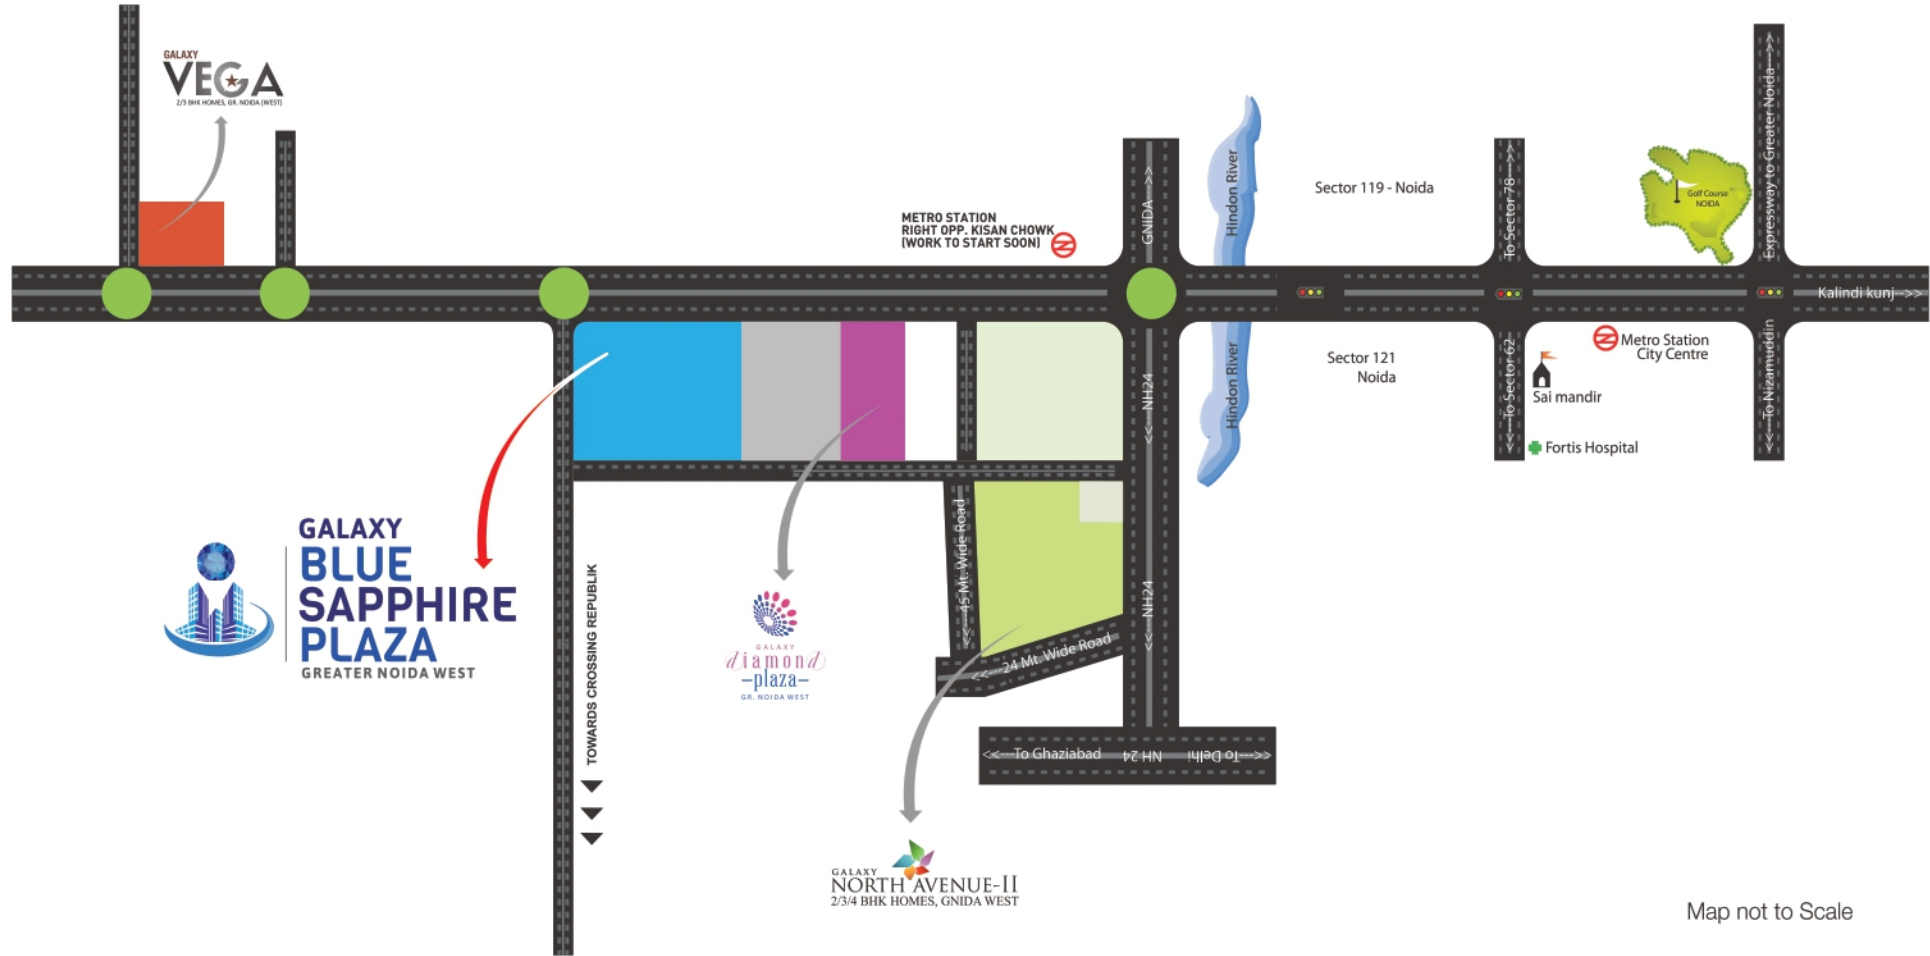 GALAXY
VEGA
2/3 BHK HOMES, GR. NOIDA (WEST)
METRO STATION
RIGHT OPP. KISAN CHOWK
(WORK TO START SOON)
GNIDA--->>
Hindon River
Sector 119 - Noida
To Sector 78--->>
Golf Course
NOIDA
Expressway to Greater Noida--->>
Kalindi kunj-->>
<<---NH24
Hindon River
Sector 121
Noida
<<---To Sector 62
Metro Station
City Centre
Sai mandir
Fortis Hospital
<<---To Nizamuddin
GALAXY
BLUE
SAPPHIRE
PLAZA
GREATER NOIDA WEST
TOWARDS CROSSING REPUBLIK
GALAXY
diamond
plaza
GR. NOIDA WEST
<<---45 Mt. Wide Road
<<---24 Mt. Wide Road
<<---NH24
<<---To Ghaziabad
NH 24
To Delhi--->>
GALAXY
NORTH AVENUE-II
2/3/4 BHK HOMES, GNIDA WEST
Map not to Scale